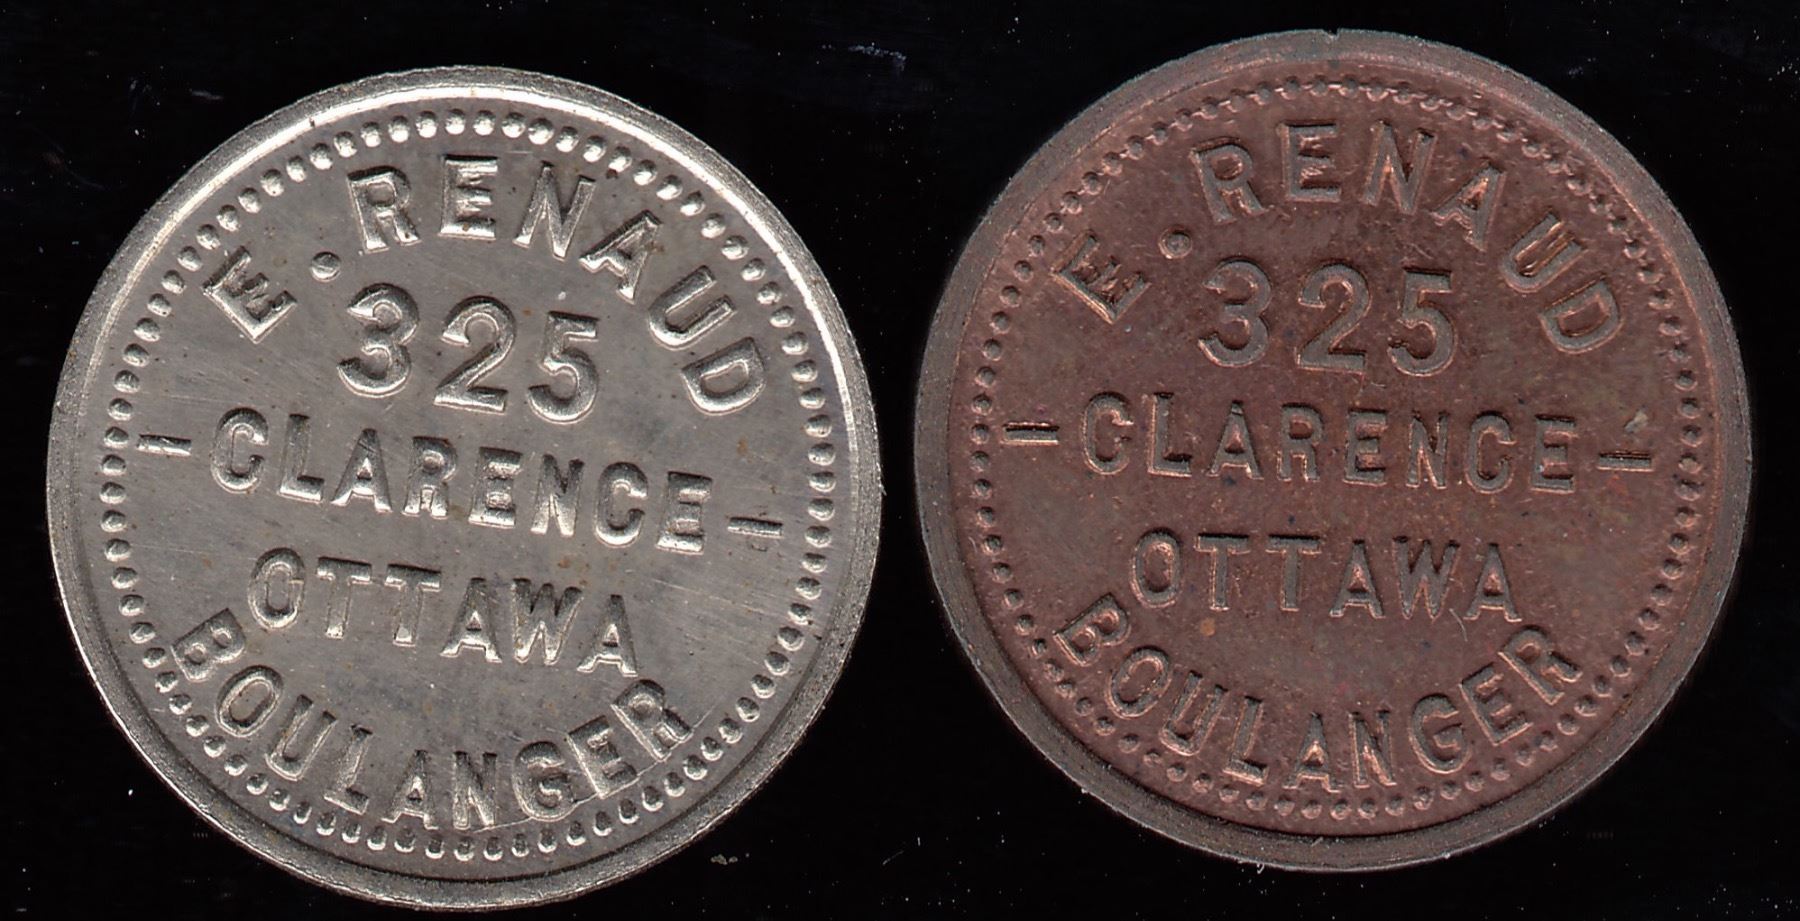 E. RENAUD
325
-CLARENCE-
OTTAWA
BOULANGER
E. RENAUD
325
-CLARENCE-
OTTAWA
BOULANGER